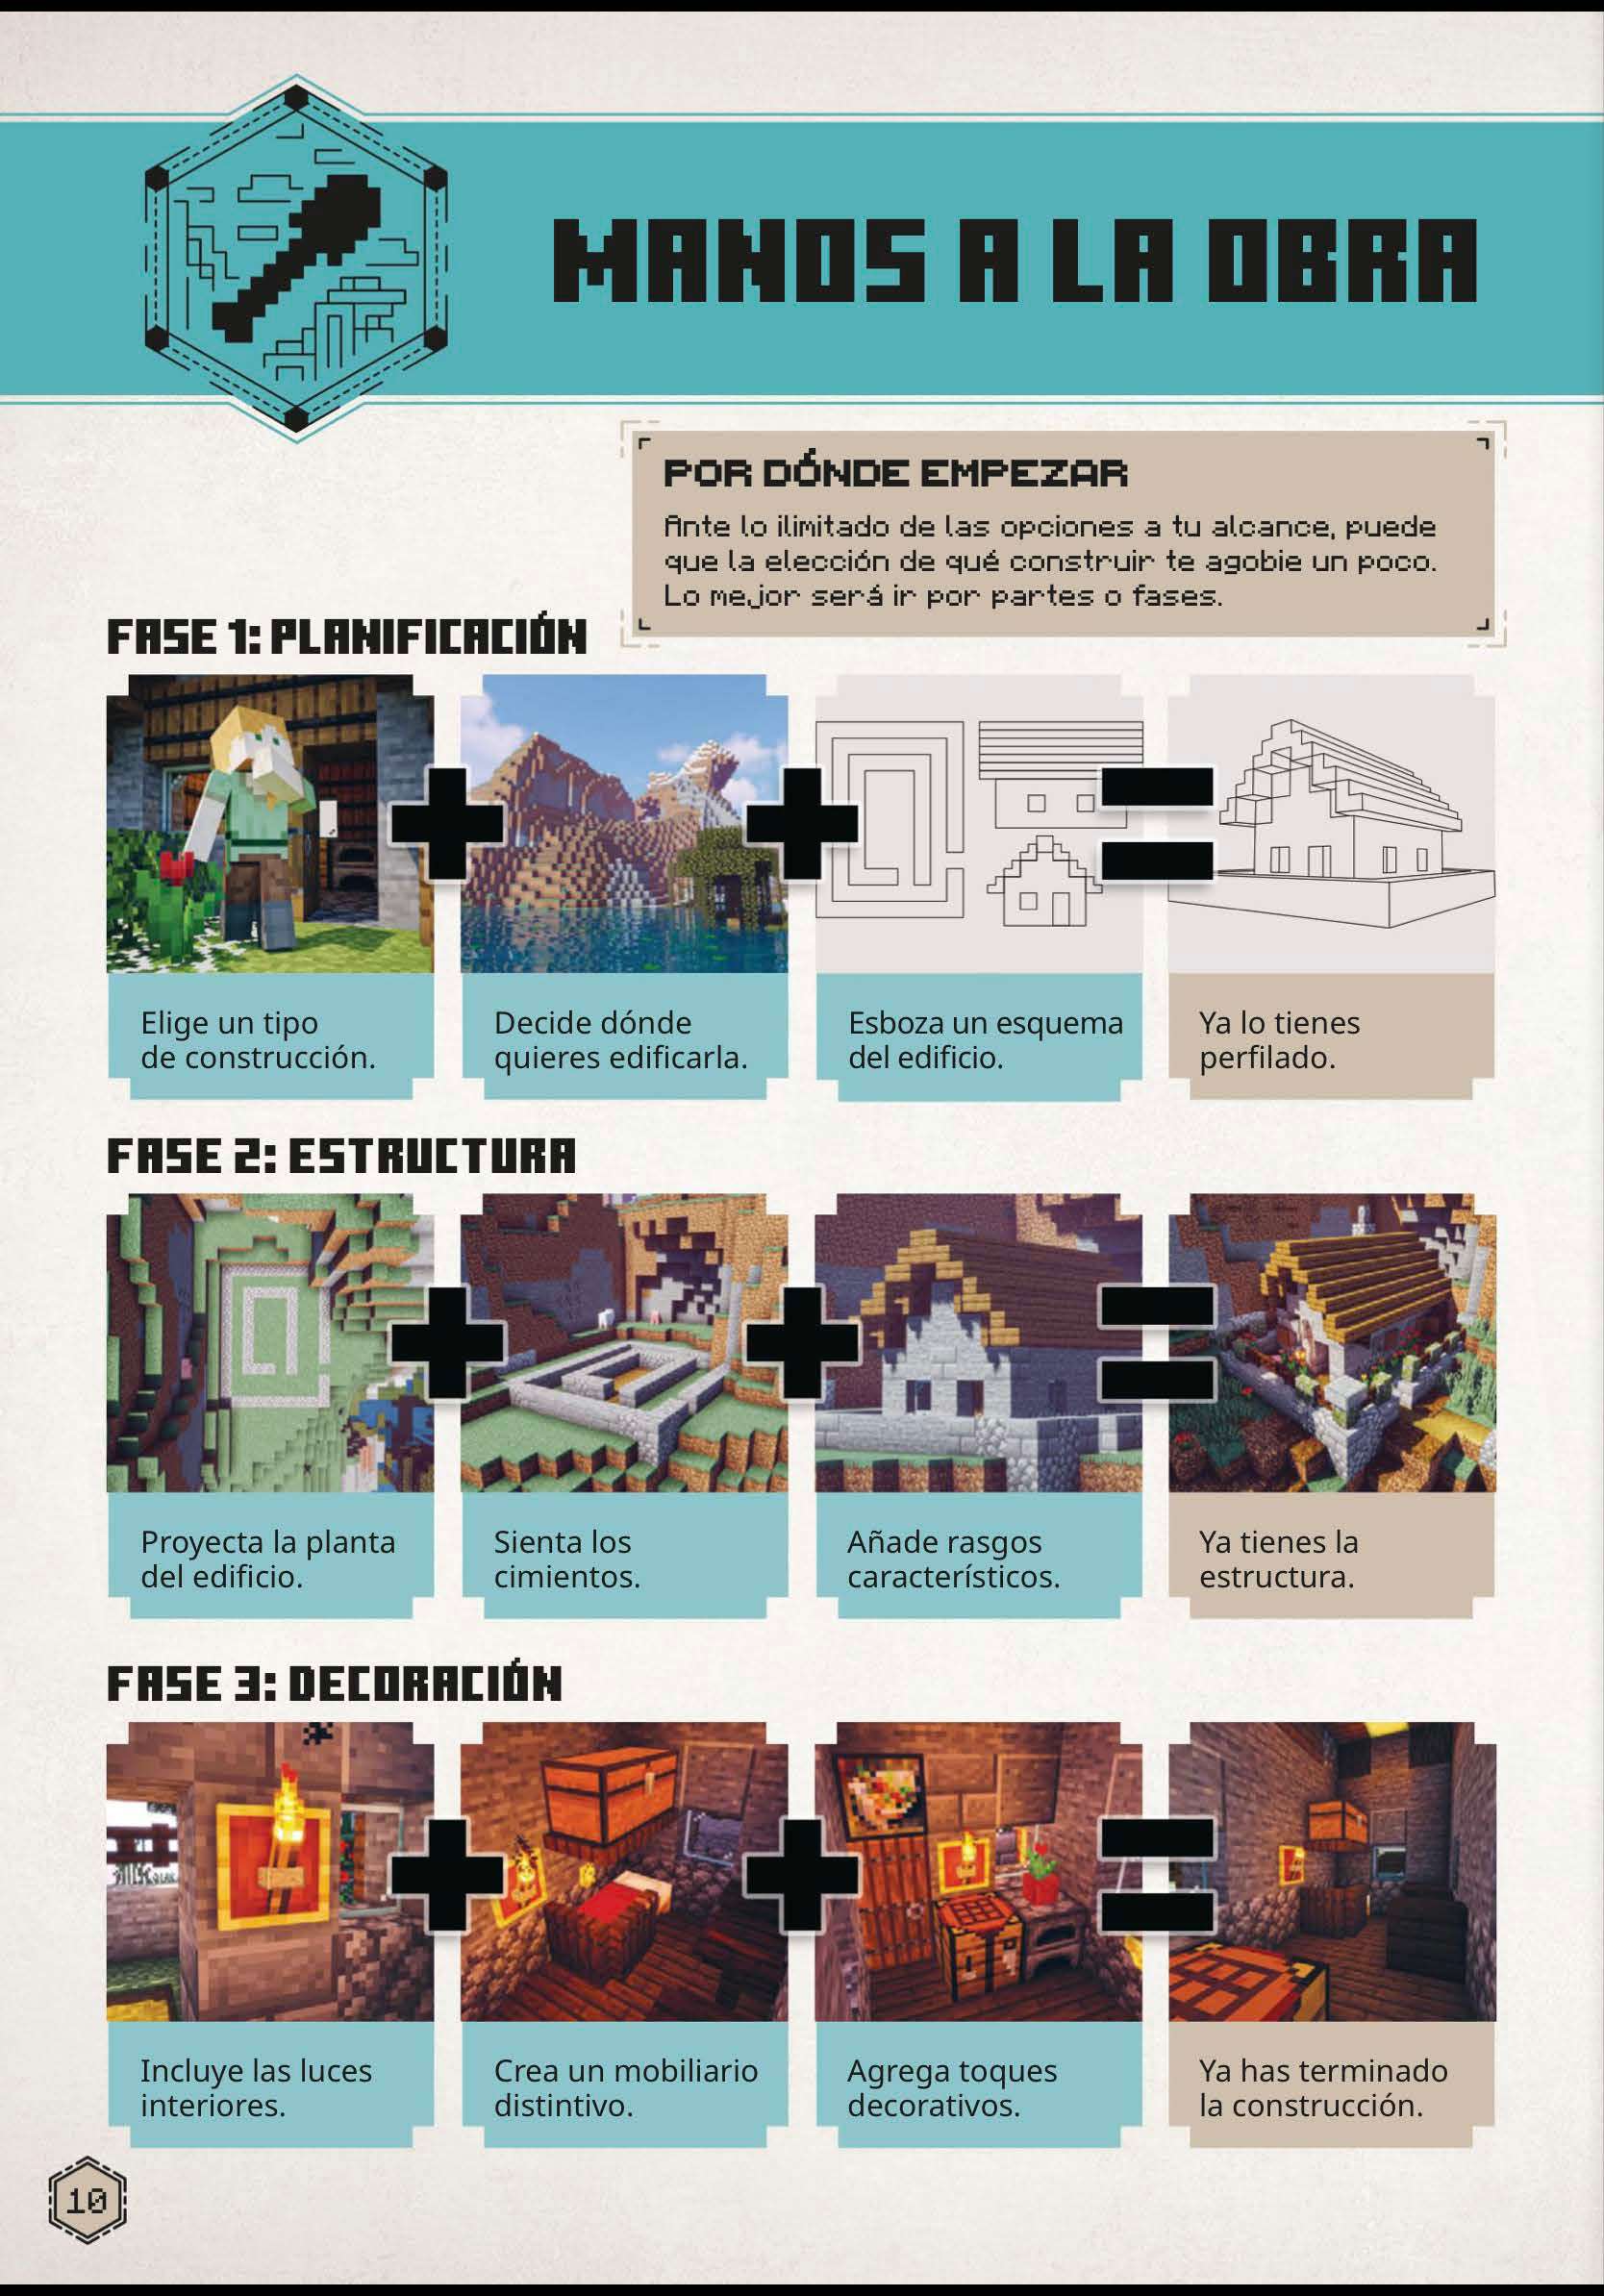 MANOS A LA OBRA
POR DÓNDE EMPEZAR
Ante lo ilimitado de las opciones a tu alcance, puede
que la elección de qué construir te agobie un poco.
Lo mejor será ir por partes o fases.
FASE 1: PLANIFICACIÓN
Elige un tipo
de construcción.
Decide dónde
quieres edificarla.
Esboza un esquema
del edificio.
Ya lo tienes
perfilado.
FASE 2: ESTRUCTURA
Proyecta la planta
del edificio.
Sienta los
cimientos.
Añade rasgos
característicos.
Ya tienes la
estructura.
FASE 3: DECORACIÓN
Incluye las luces
interiores.
Crea un mobiliario
distintivo.
Agrega toques
decorativos.
Ya has terminado
la construcción.
10